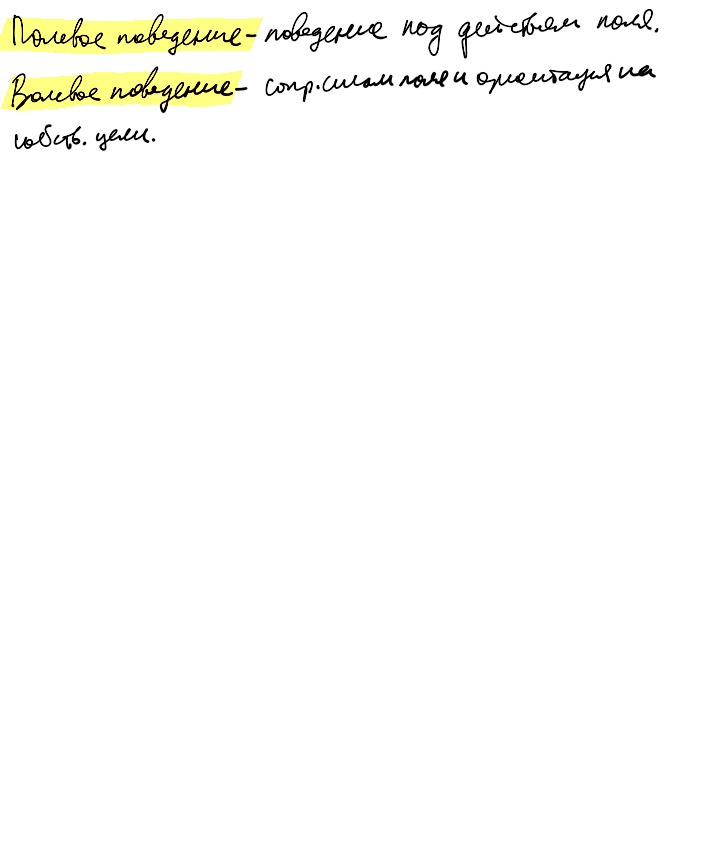 Полевое поведение - поведение под действием поля.
Волевое поведение - сопр. силам поля и ориентация на
собств. цели.